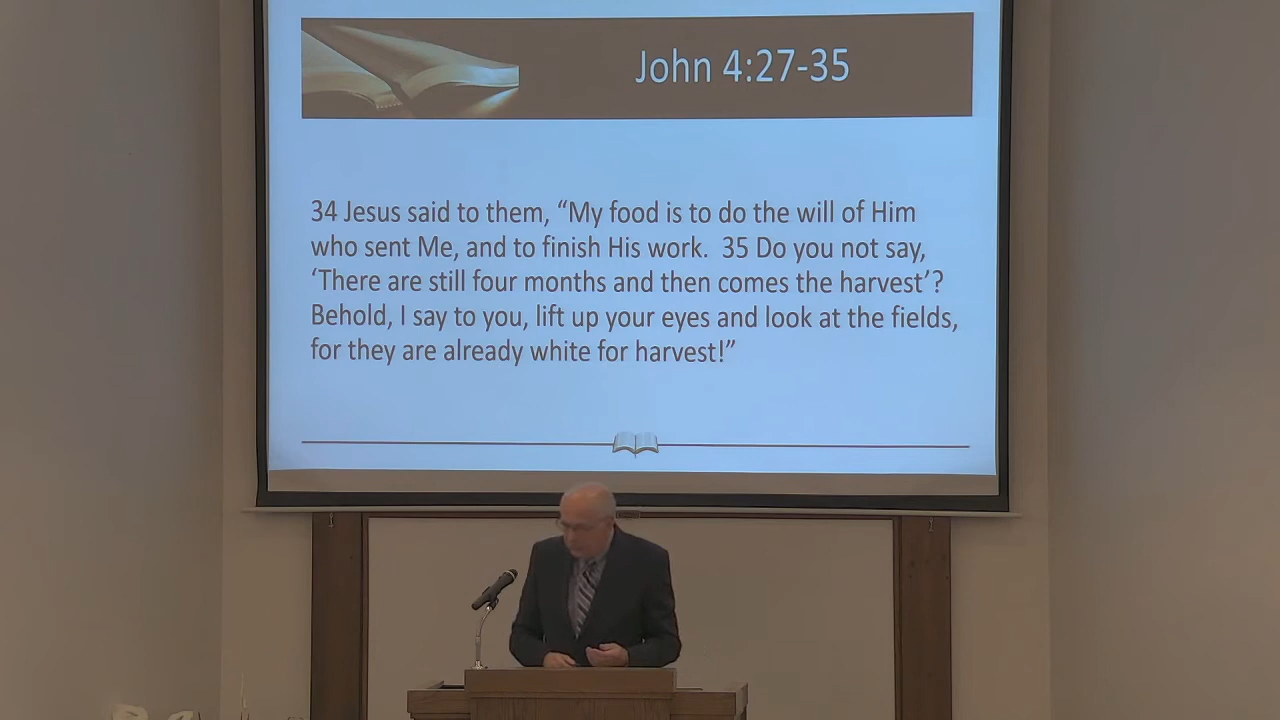 John 4:27-35
34 Jesus said to them, “My food is to do the will of Him
who sent Me, and to finish His work.  35 Do you not say,
‘There are still four months and then comes the harvest’?
Behold, I say to you, lift up your eyes and look at the fields,
for they are already white for harvest!”